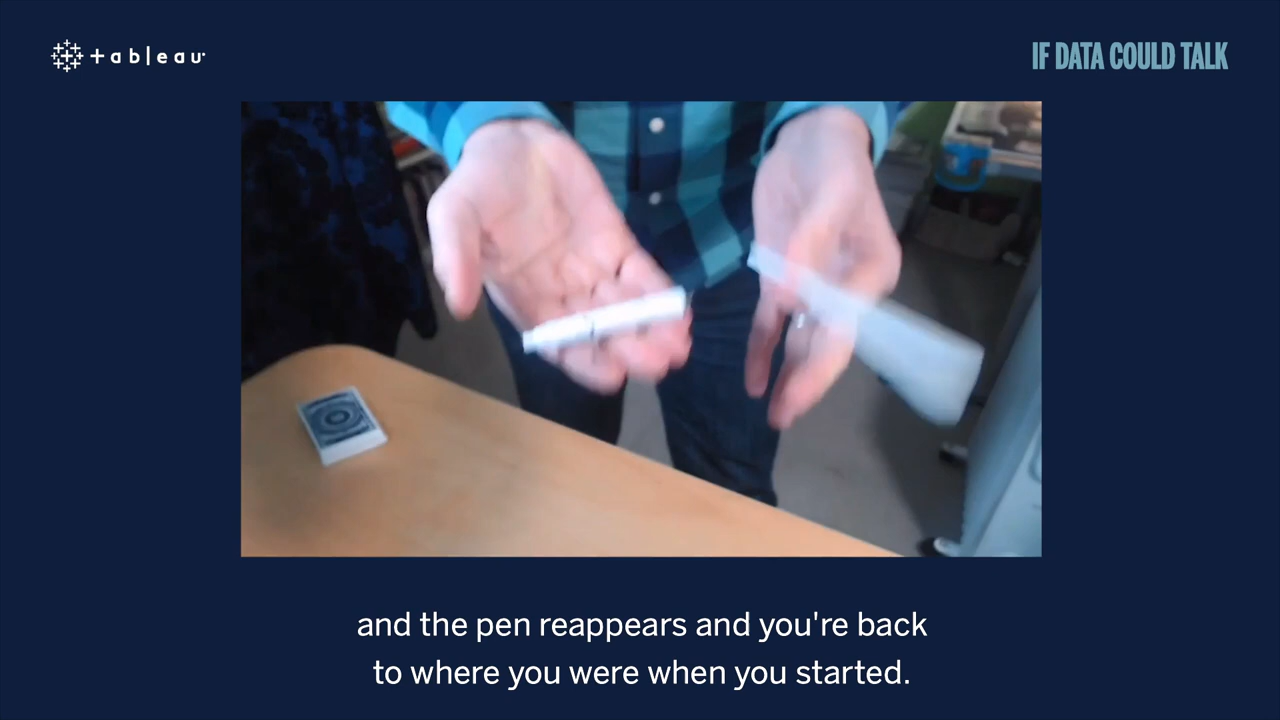 +ableau
IF DATA COULD TALK
and the pen reappears and you're back
to where you were when you started.